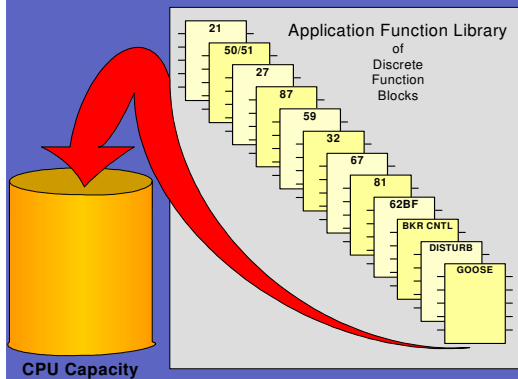 Application Function Library
of
Discrete
Function
Blocks
21
50/51
27
87
59
32
67
81
62BF
BKR CNTL
DISTURB
GOOSE
CPU Capacity